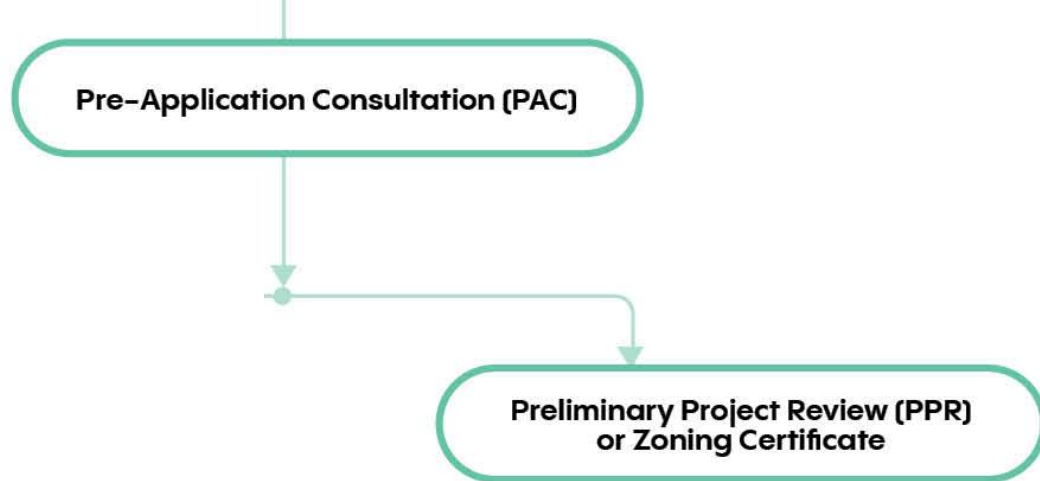 Pre-Application Consultation (PAC)
Preliminary Project Review (PPR)
or Zoning Certificate